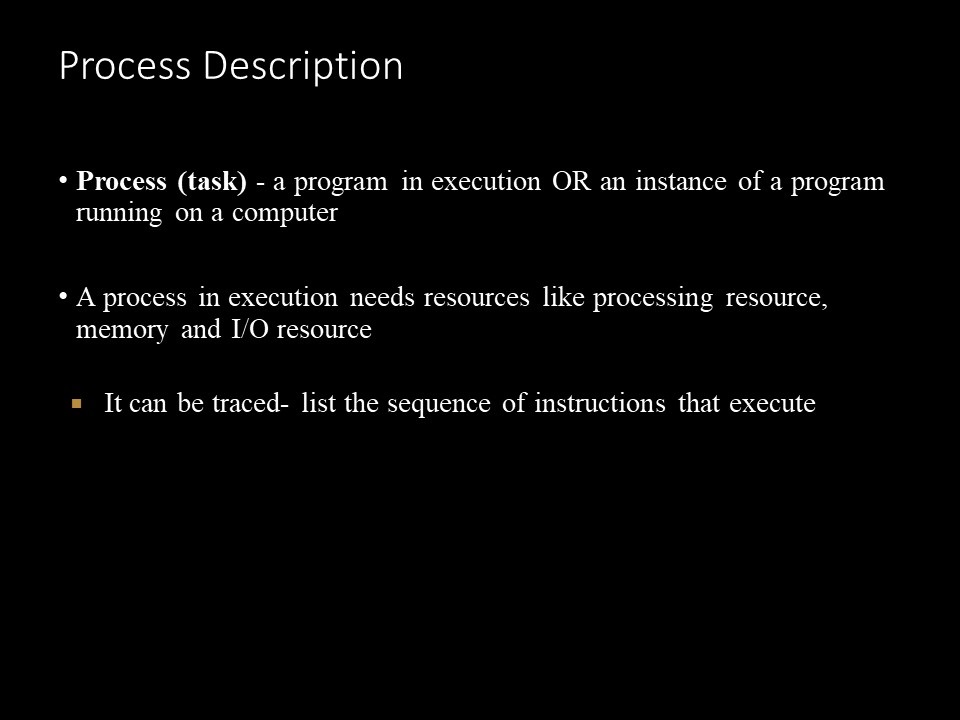 Process Description
• Process (task) - a program in execution OR an instance of a program
running on a computer
• A process in execution needs resources like processing resource,
memory and I/O resource
▪ It can be traced- list the sequence of instructions that execute